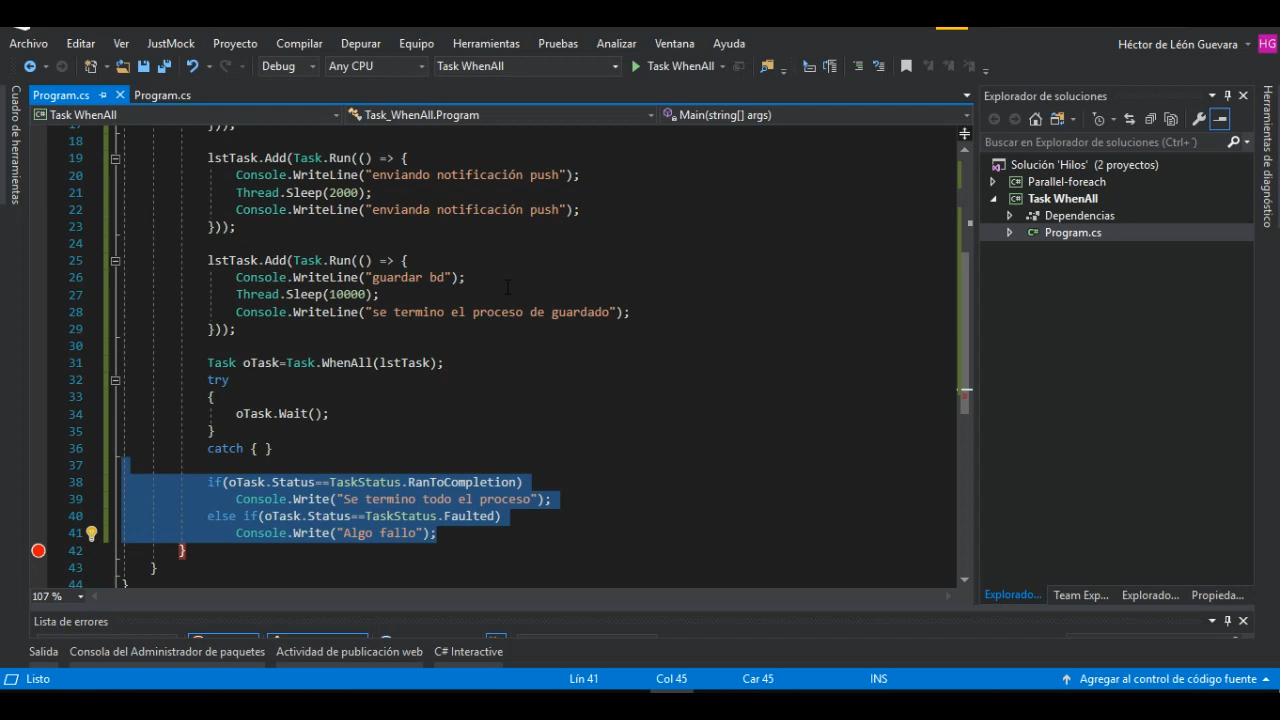 Archivo Editar Ver JustMock Proyecto Compilar Depurar Equipo Herramientas Pruebas Analizar Ventana Ayuda Héctor de León Guevara HG
Debug Any CPU Task WhenAll Task WhenAll
Cuadro de herramientas
Program.cs Program.cs
Task WhenAll Task_WhenAll.Program Main(string[] args)
17 }));
18
19 lstTask.Add(Task.Run(() => {
20 Console.WriteLine("enviando notificación push");
21 Thread.Sleep(2000);
22 Console.WriteLine("envianda notificación push");
23 }));
24
25 lstTask.Add(Task.Run(() => {
26 Console.WriteLine("guardar bd");
27 Thread.Sleep(10000);
28 Console.WriteLine("se termino el proceso de guardado");
29 }));
30
31 Task oTask=Task.WhenAll(lstTask);
32 try
33 {
34 oTask.Wait();
35 }
36 catch { }
37
38 if(oTask.Status==TaskStatus.RanToCompletion)
39 Console.Write("Se termino todo el proceso");
40 else if(oTask.Status==TaskStatus.Faulted)
41 Console.Write("Algo fallo");
42 }
43 }
44 }
107 %
Explorador de soluciones
Buscar en Explorador de soluciones (Ctrl+´)
Solución 'Hilos' (2 proyectos)
Parallel-foreach
Task WhenAll
Dependencias
C# Program.cs
Explorado... Team Exp... Explorado... Propieda...
Herramientas de diagnóstico
Lista de errores
Salida Consola del Administrador de paquetes Actividad de publicación web C# Interactive
Listo Lín 41 Col 45 Car 45 INS Agregar al control de código fuente